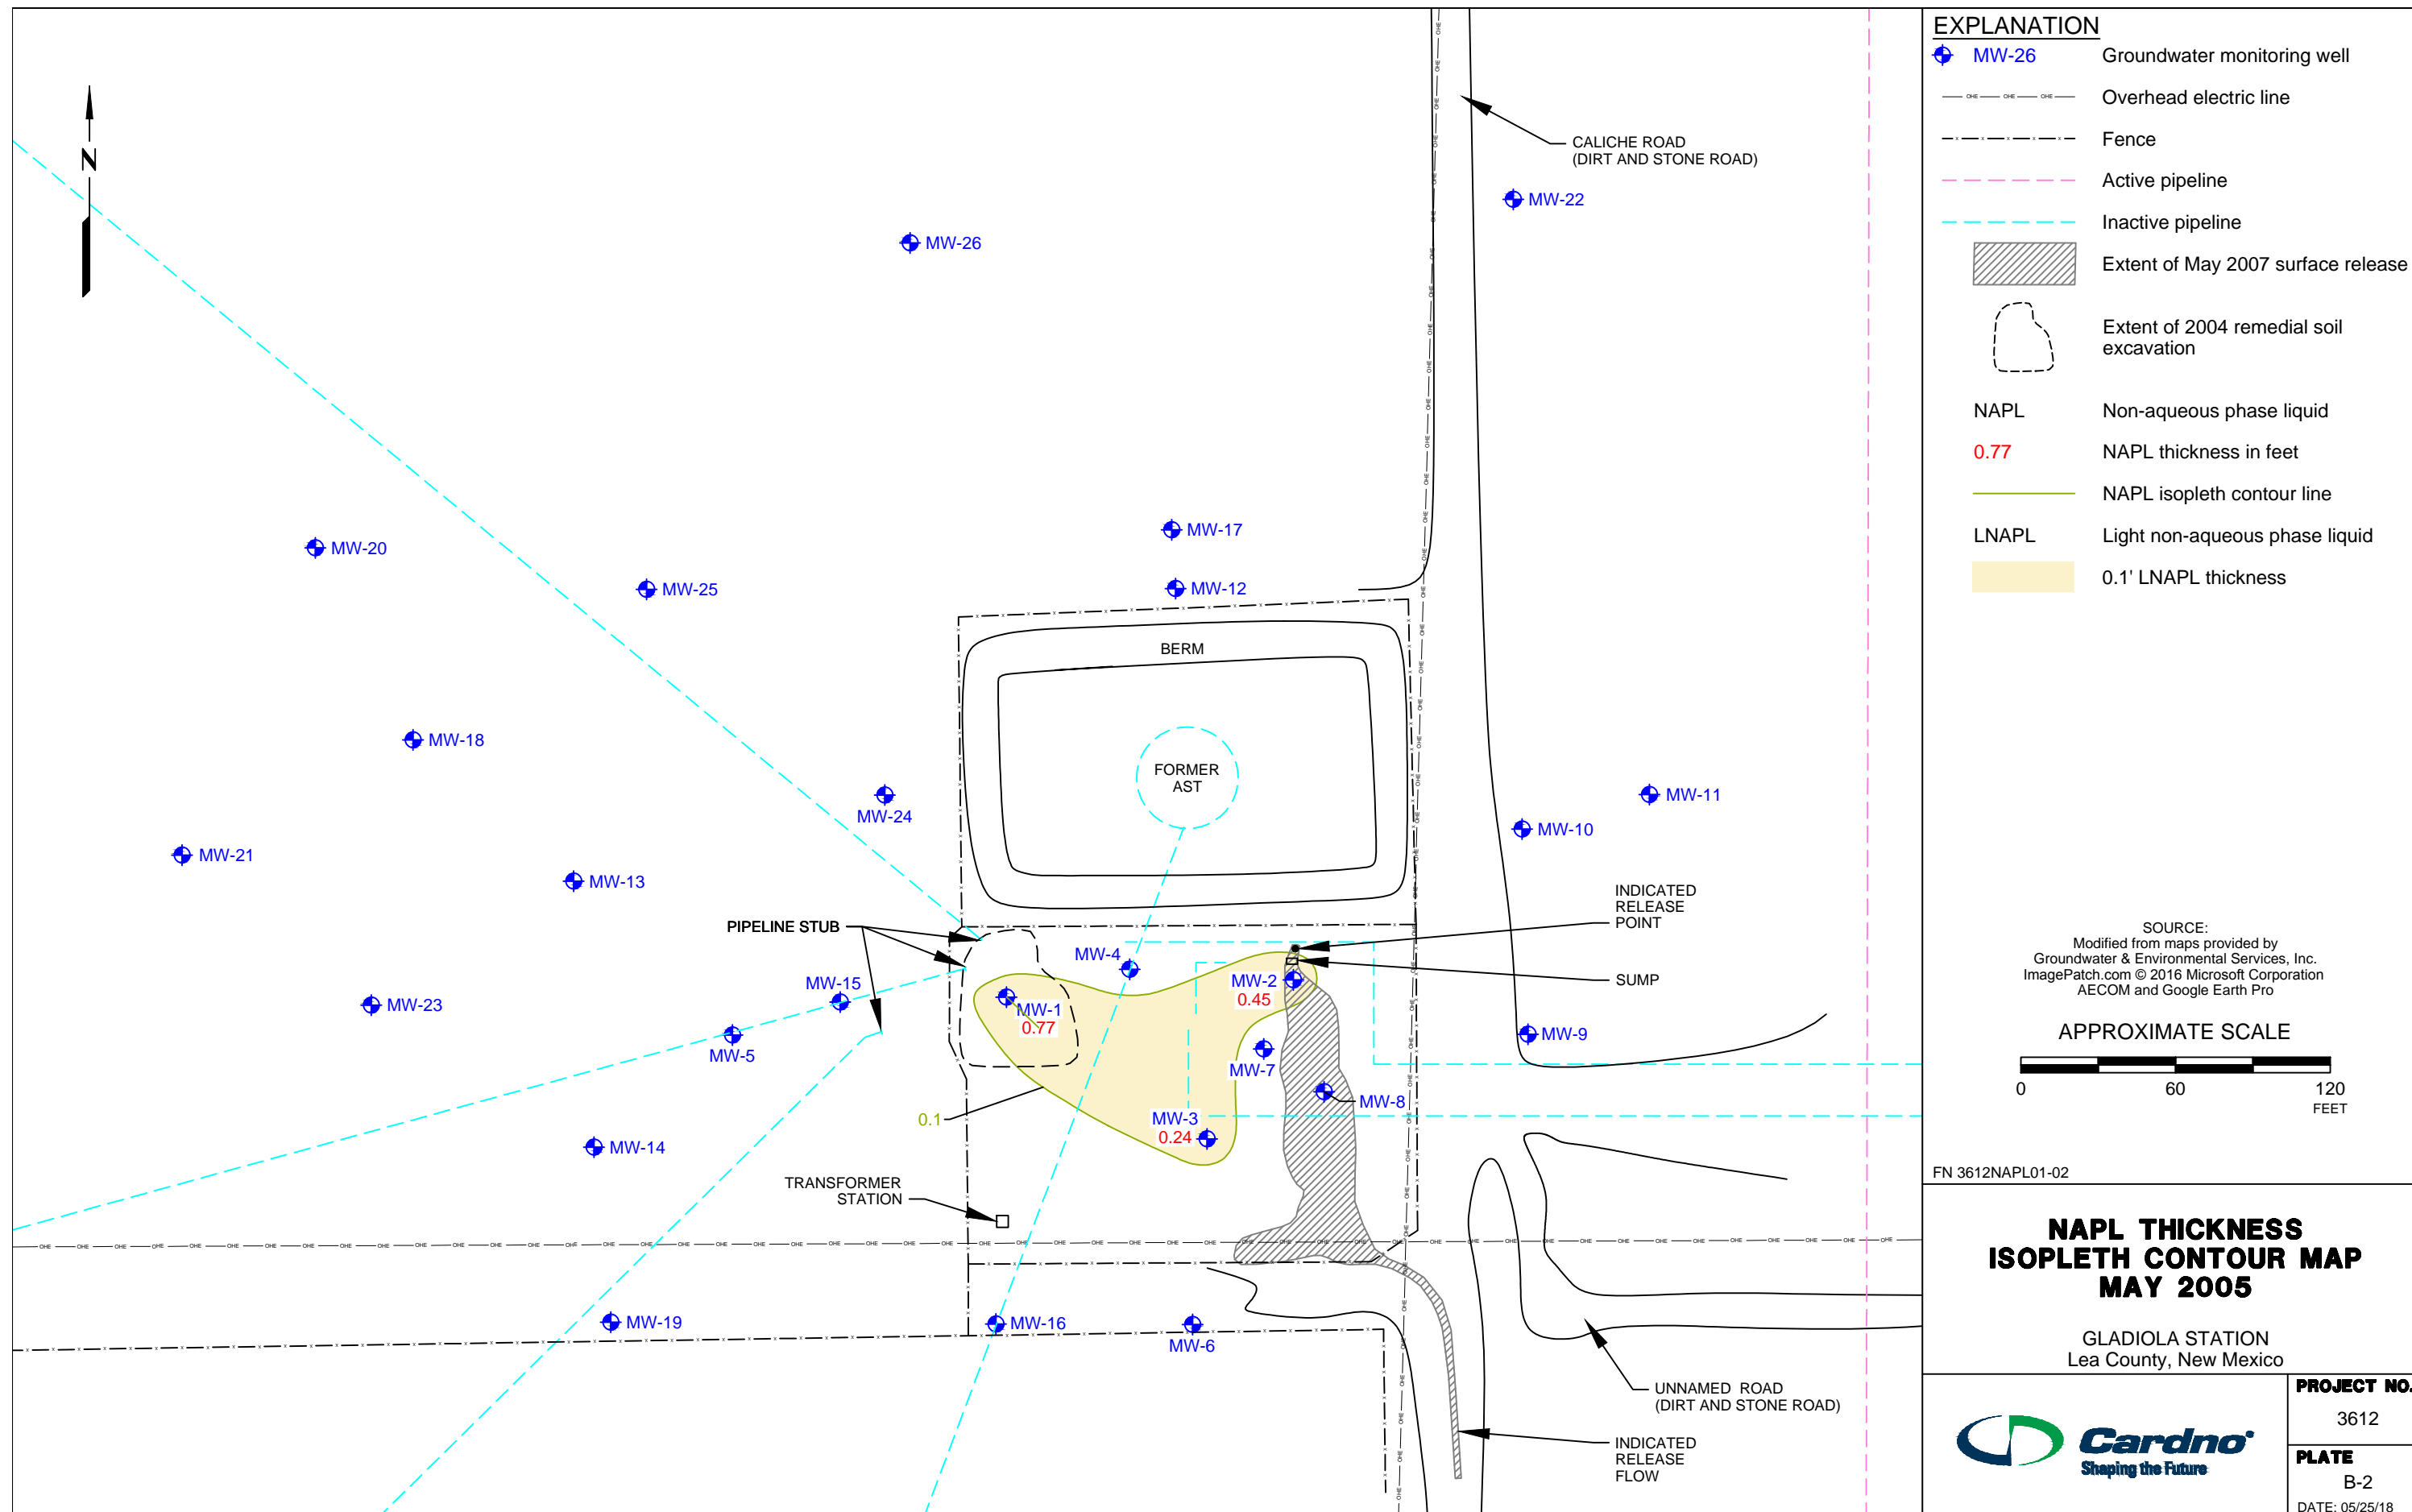 N
CALICHE ROAD
(DIRT AND STONE ROAD)
MW-22
MW-26
MW-17
MW-20
MW-25
MW-12
BERM
MW-18
FORMER
AST
MW-24
MW-11
MW-10
MW-21
MW-13
INDICATED
RELEASE
POINT
PIPELINE STUB
MW-4
SUMP
MW-2
0.45
MW-15
MW-23
MW-1
0.77
MW-5
MW-9
MW-7
MW-8
MW-3
0.24
0.1
MW-14
TRANSFORMER
STATION
MW-19
MW-16
MW-6
UNNAMED ROAD
(DIRT AND STONE ROAD)
INDICATED
RELEASE
FLOW
EXPLANATION
MW-26 Groundwater monitoring well
OHE OHE OHE Overhead electric line
Fence
Active pipeline
Inactive pipeline
Extent of May 2007 surface release
Extent of 2004 remedial soil
excavation
NAPL Non-aqueous phase liquid
0.77 NAPL thickness in feet
NAPL isopleth contour line
LNAPL Light non-aqueous phase liquid
0.1' LNAPL thickness
SOURCE:
Modified from maps provided by
Groundwater & Environmental Services, Inc.
ImagePatch.com © 2016 Microsoft Corporation
AECOM and Google Earth Pro
APPROXIMATE SCALE
0 60 120
FEET
FN 3612NAPL01-02
NAPL THICKNESS
ISOPLETH CONTOUR MAP
MAY 2005
GLADIOLA STATION
Lea County, New Mexico
Cardno
Shaping the Future
PROJECT NO.
3612
PLATE
B-2
DATE: 05/25/18